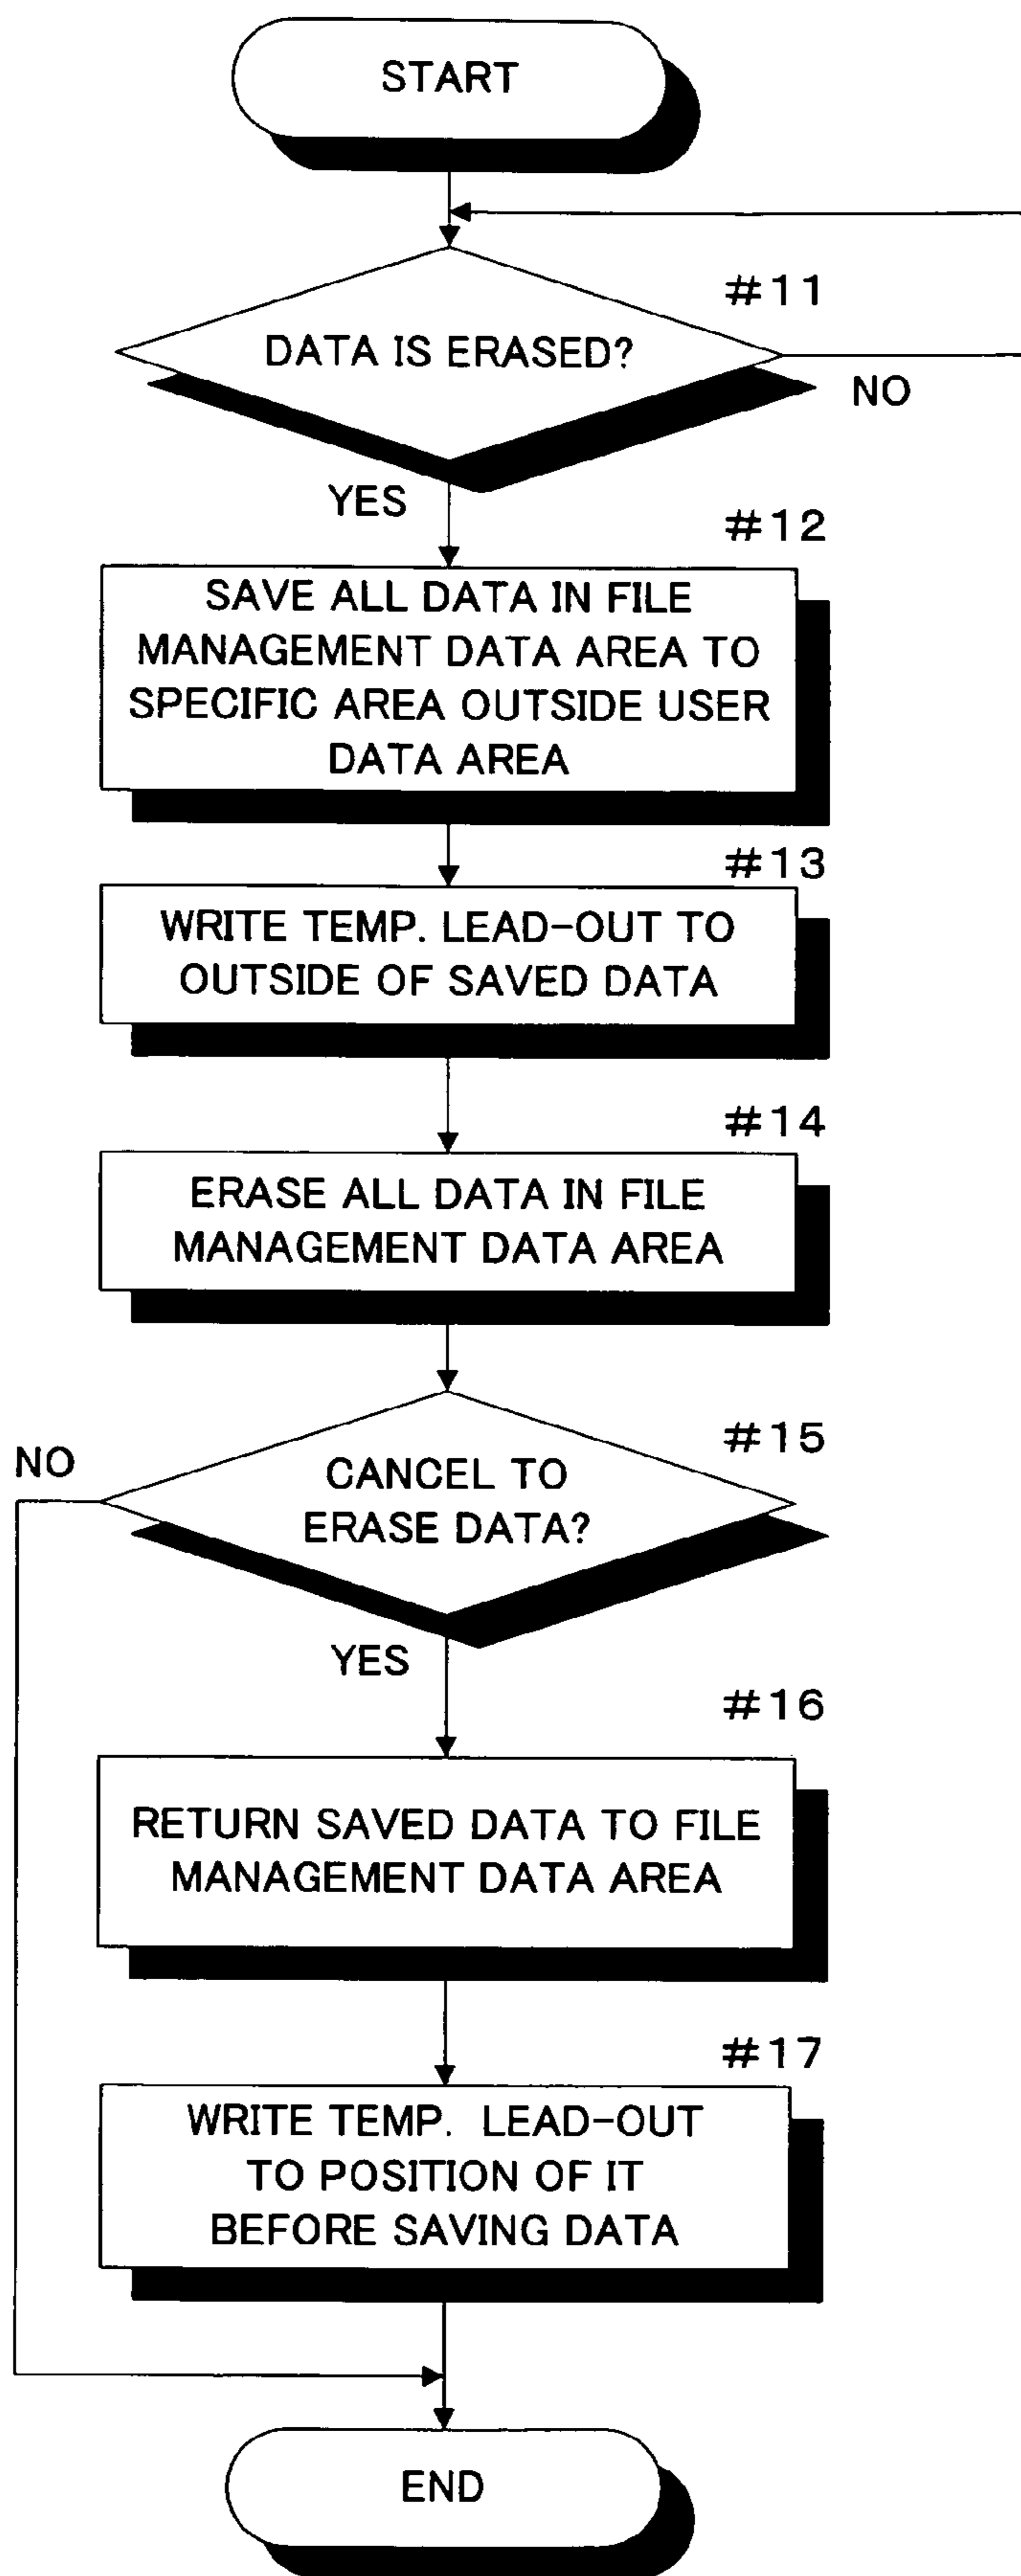 START
#11
DATA IS ERASED?
NO
YES
#12
SAVE ALL DATA IN FILE
MANAGEMENT DATA AREA TO
SPECIFIC AREA OUTSIDE USER
DATA AREA
#13
WRITE TEMP. LEAD-OUT TO
OUTSIDE OF SAVED DATA
#14
ERASE ALL DATA IN FILE
MANAGEMENT DATA AREA
#15
NO
CANCEL TO
ERASE DATA?
YES
#16
RETURN SAVED DATA TO FILE
MANAGEMENT DATA AREA
#17
WRITE TEMP. LEAD-OUT
TO POSITION OF IT
BEFORE SAVING DATA
END